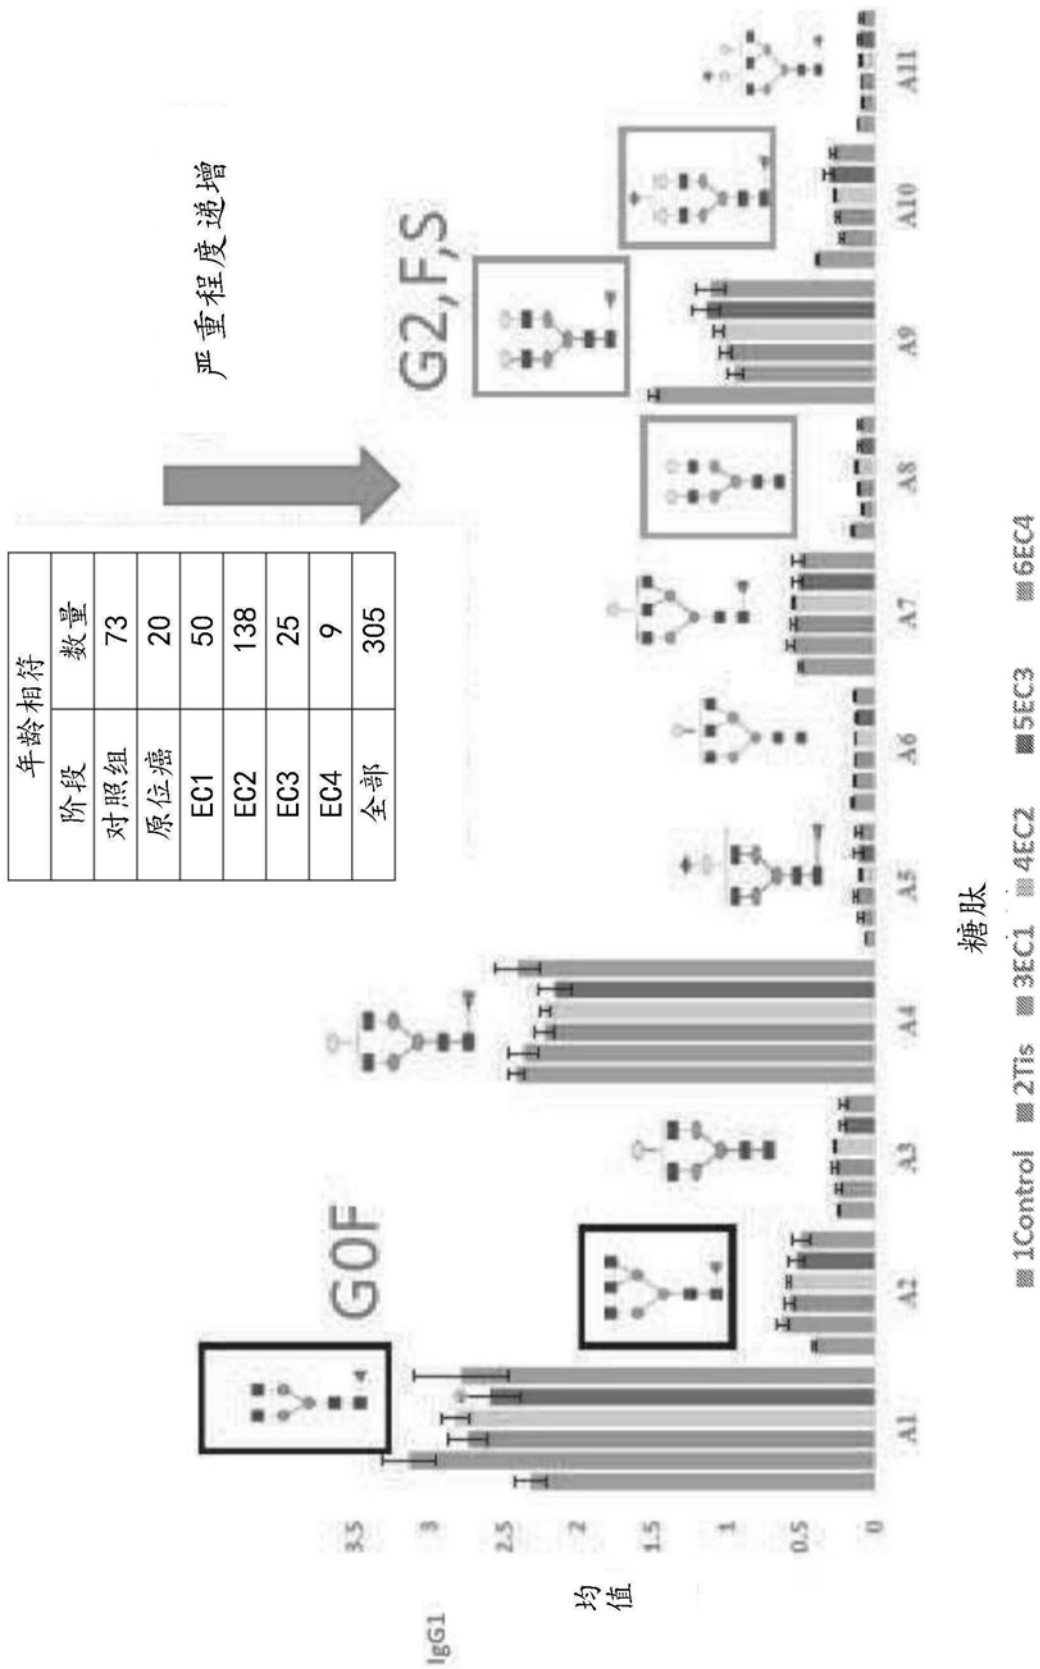 年龄相符
阶段 数量
对照组 73
原位癌 20
EC1 50
EC2 138
EC3 25
EC4 9
全部 305
严重程度递增
G0F
G2,F,S
IgG1
均值
3.5
3
2.5
2
1.5
1
0.5
0
A1 A2 A3 A4 A5 A6 A7 A8 A9 A10 A11
糖肽
1Control 2Tis 3EC1 4EC2 5EC3 6EC4